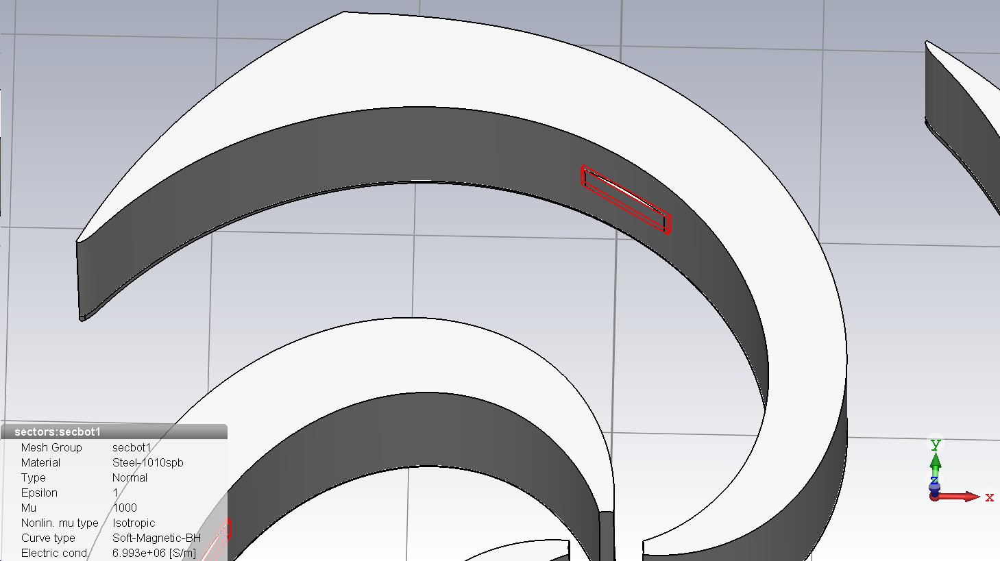 sectors:secbot1
Mesh Group secbot1
Material Steel-1010spb
Type Normal
Epsilon 1
Mu 1000
Nonlin. mu type Isotropic
Curve type Soft-Magnetic-BH
Electric cond. 6.993e+06 [S/m]
y
z
x